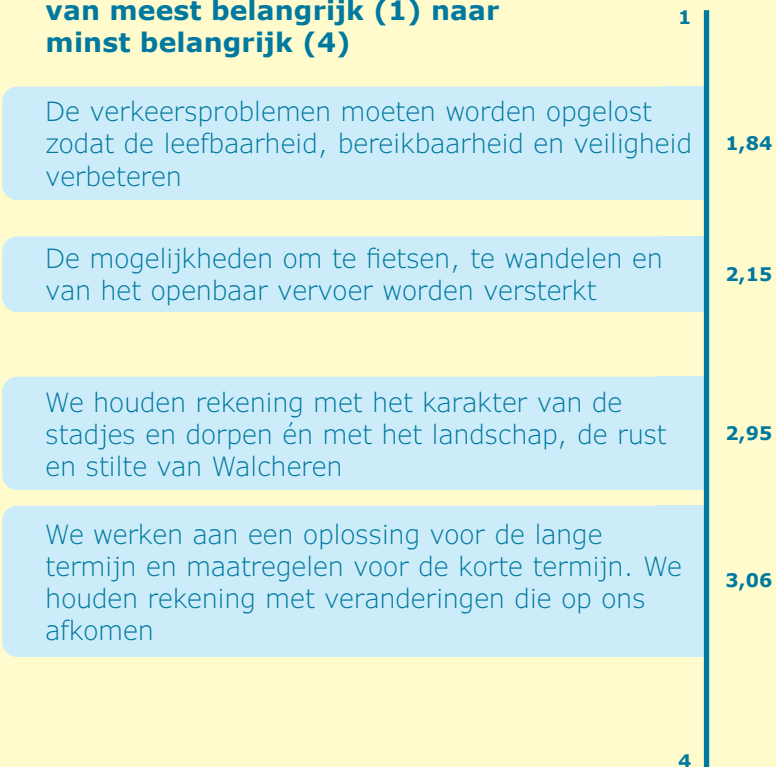 van meest belangrijk (1) naar
minst belangrijk (4)
1
De verkeersproblemen moeten worden opgelost
zodat de leefbaarheid, bereikbaarheid en veiligheid
verbeteren
1,84
De mogelijkheden om te fietsen, te wandelen en
van het openbaar vervoer worden versterkt
2,15
We houden rekening met het karakter van de
stadjes en dorpen én met het landschap, de rust
en stilte van Walcheren
2,95
We werken aan een oplossing voor de lange
termijn en maatregelen voor de korte termijn. We
houden rekening met veranderingen die op ons
afkomen
3,06
4